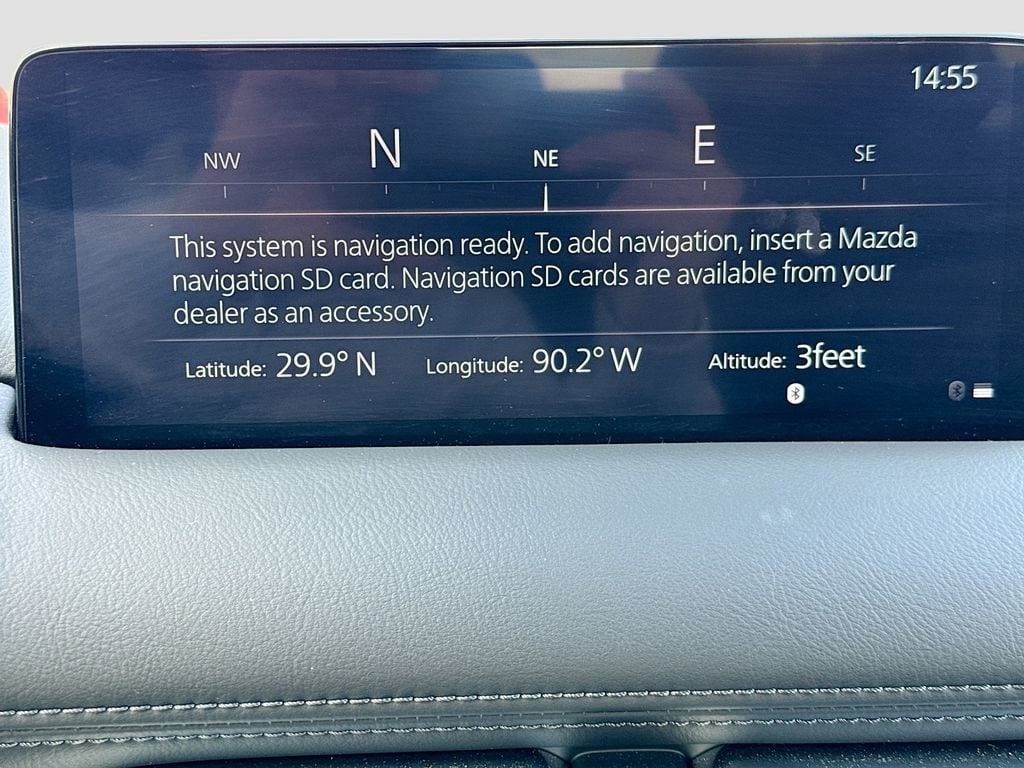 14:55
NW N NE E SE
This system is navigation ready. To add navigation, insert a Mazda
navigation SD card. Navigation SD cards are available from your
dealer as an accessory.
Latitude: 29.9° N Longitude: 90.2° W Altitude: 3feet